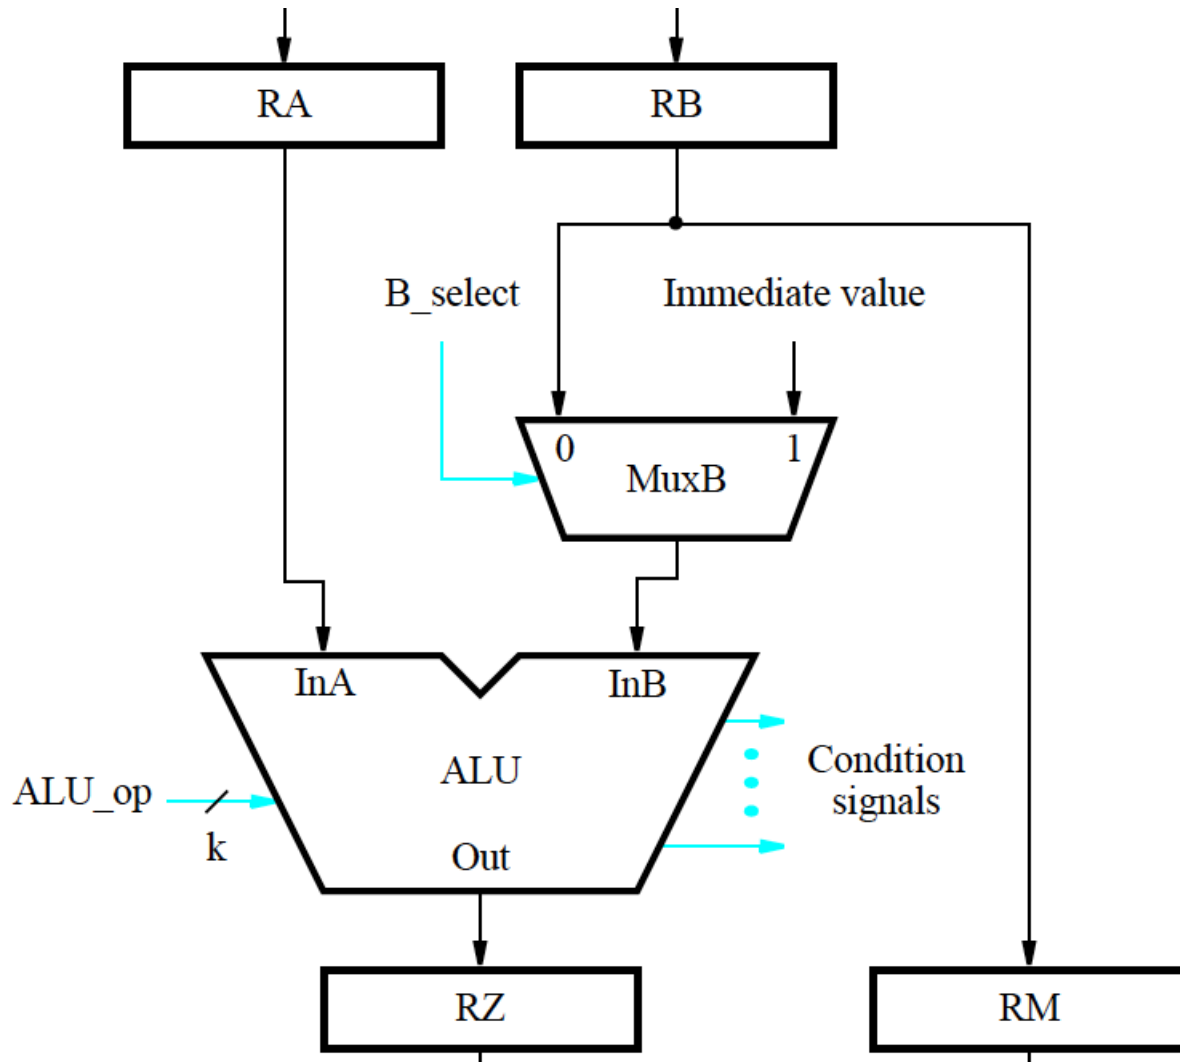 RA
RB
B_select
Immediate value
0
1
MuxB
InA
InB
ALU
Condition
signals
ALU_op
k
Out
RZ
RM